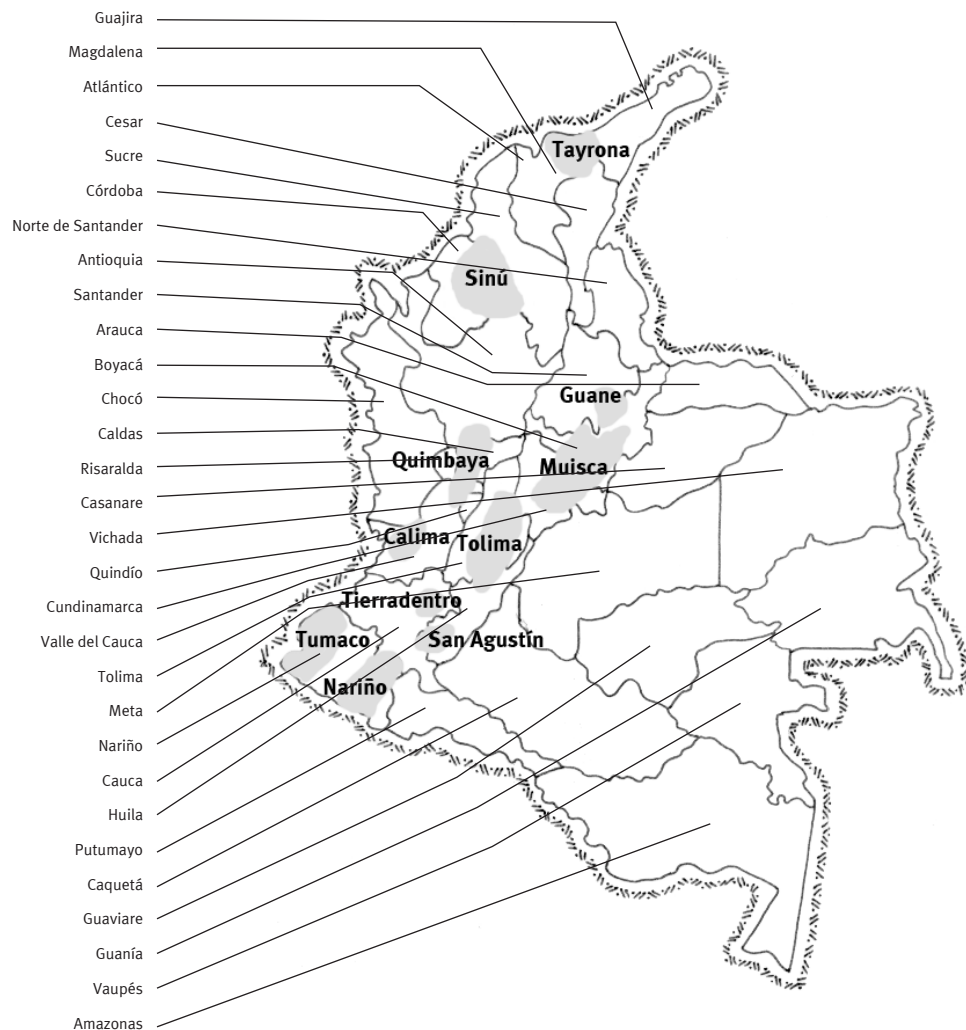 Guajira
Magdalena
Atlántico
Cesar
Sucre
Córdoba
Norte de Santander
Antioquia
Santander
Arauca
Boyacá
Chocó
Caldas
Risaralda
Casanare
Vichada
Quindío
Cundinamarca
Valle del Cauca
Tolima
Meta
Nariño
Cauca
Huila
Putumayo
Caquetá
Guaviare
Guanía
Vaupés
Amazonas
Tayrona
Sinú
Guane
Quimbaya
Muisca
Calima
Tolima
Tierradentro
Tumaco
San Agustín
Nariño